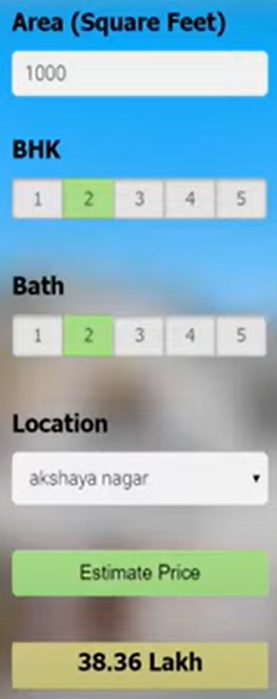 Area (Square Feet)
1000
BHK
1 2 3 4 5
Bath
1 2 3 4 5
Location
akshaya nagar
Estimate Price
38.36 Lakh